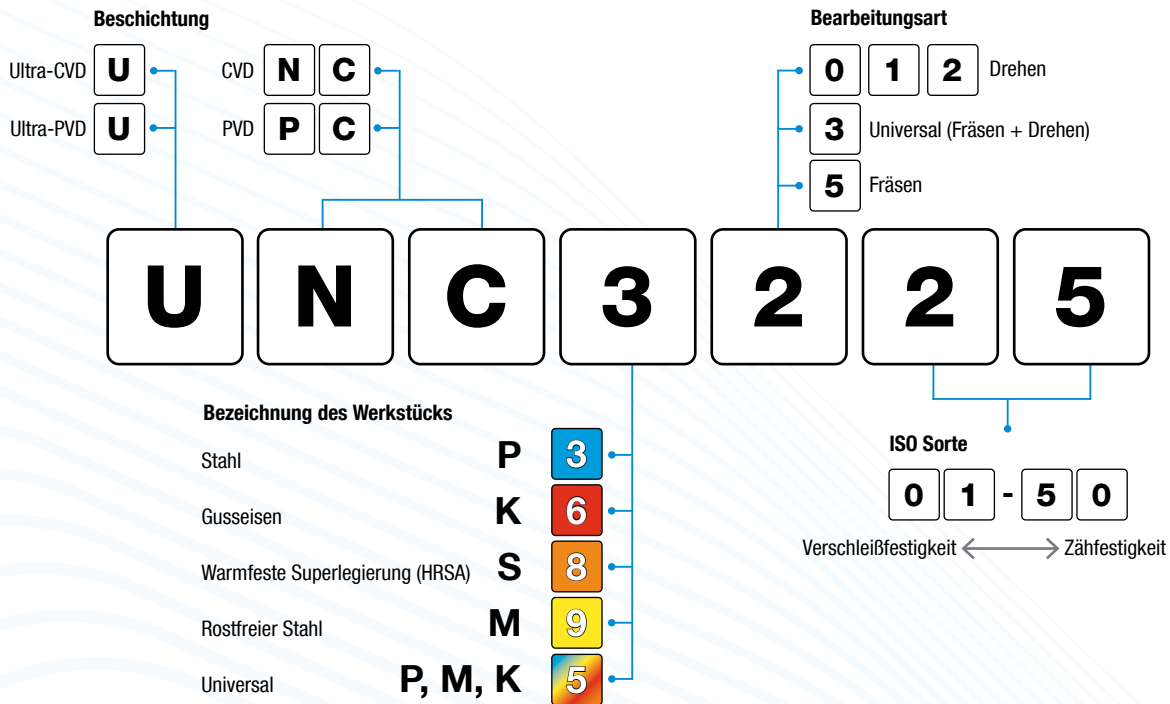 Beschichtung
Ultra-CVD U
CVD N C
Ultra-PVD U
PVD P C
Bearbeitungsart
0 1 2 Drehen
3 Universal (Fräsen + Drehen)
5 Fräsen
U N C 3 2 2 5
Bezeichnung des Werkstücks
Stahl P 3
Gusseisen K 6
Warmfeste Superlegierung (HRSA) S 8
Rostfreier Stahl M 9
Universal P, M, K 5
ISO Sorte
0 1 - 5 0
Verschleißfestigkeit Zähfestigkeit